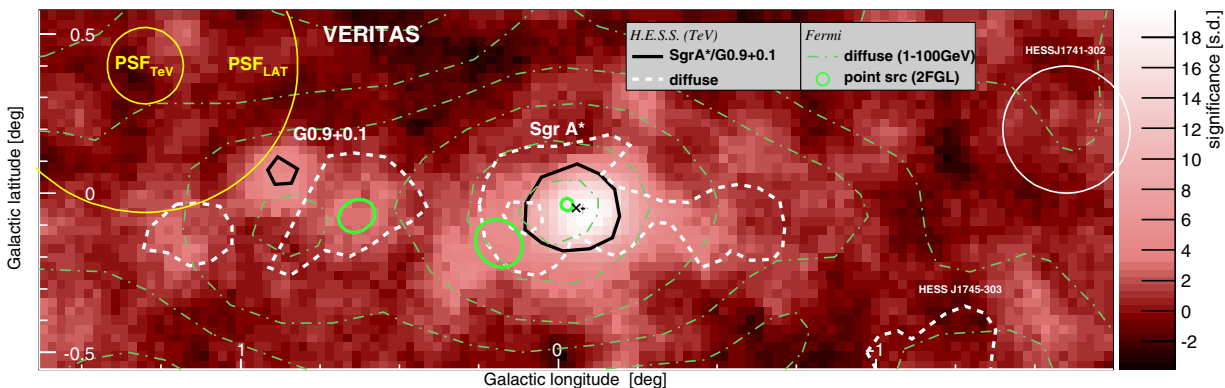 0.5
VERITAS
PSF TeV
PSF LAT
H.E.S.S. (TeV)
SgrA*/G0.9+0.1
diffuse
Fermi
diffuse (1-100GeV)
point src (2FGL)
HESSJ1741-302
G0.9+0.1
Sgr A*
0
HESS J1745-303
-0.5
1
0
-1
Galactic latitude [deg]
Galactic longitude [deg]
18
16
14
12
10
8
6
4
2
0
-2
significance [s.d.]